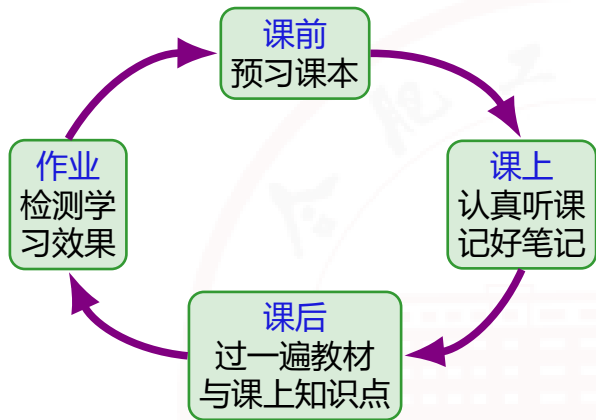 课前
预习课本
课上
认真听课
记好笔记
课后
过一遍教材
与课上知识点
作业
检测学
习效果